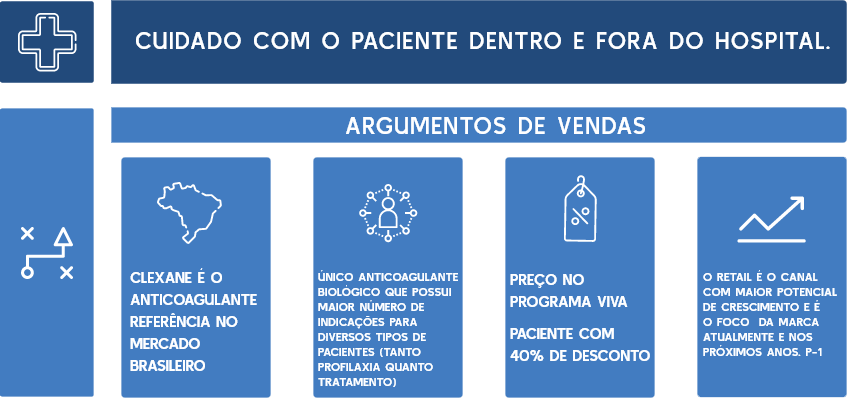 CUIDADO COM O PACIENTE DENTRO E FORA DO HOSPITAL.
ARGUMENTOS DE VENDAS
CLEXANE É O
ANTICOAGULANTE
REFERÊNCIA NO
MERCADO
BRASILEIRO
ÚNICO ANTICOAGULANTE
BIOLÓGICO QUE POSSUI
MAIOR NÚMERO DE
INDICAÇÕES PARA
DIVERSOS TIPOS DE
PACIENTES (TANTO
PROFILAXIA QUANTO
TRATAMENTO)
%
PREÇO NO
PROGRAMA VIVA
PACIENTE COM
40% DE DESCONTO
O RETAIL É O CANAL
COM MAIOR POTENCIAL
DE CRESCIMENTO E É
O FOCO  DA MARCA
ATUALMENTE E NOS
PRÓXIMOS ANOS. P-1